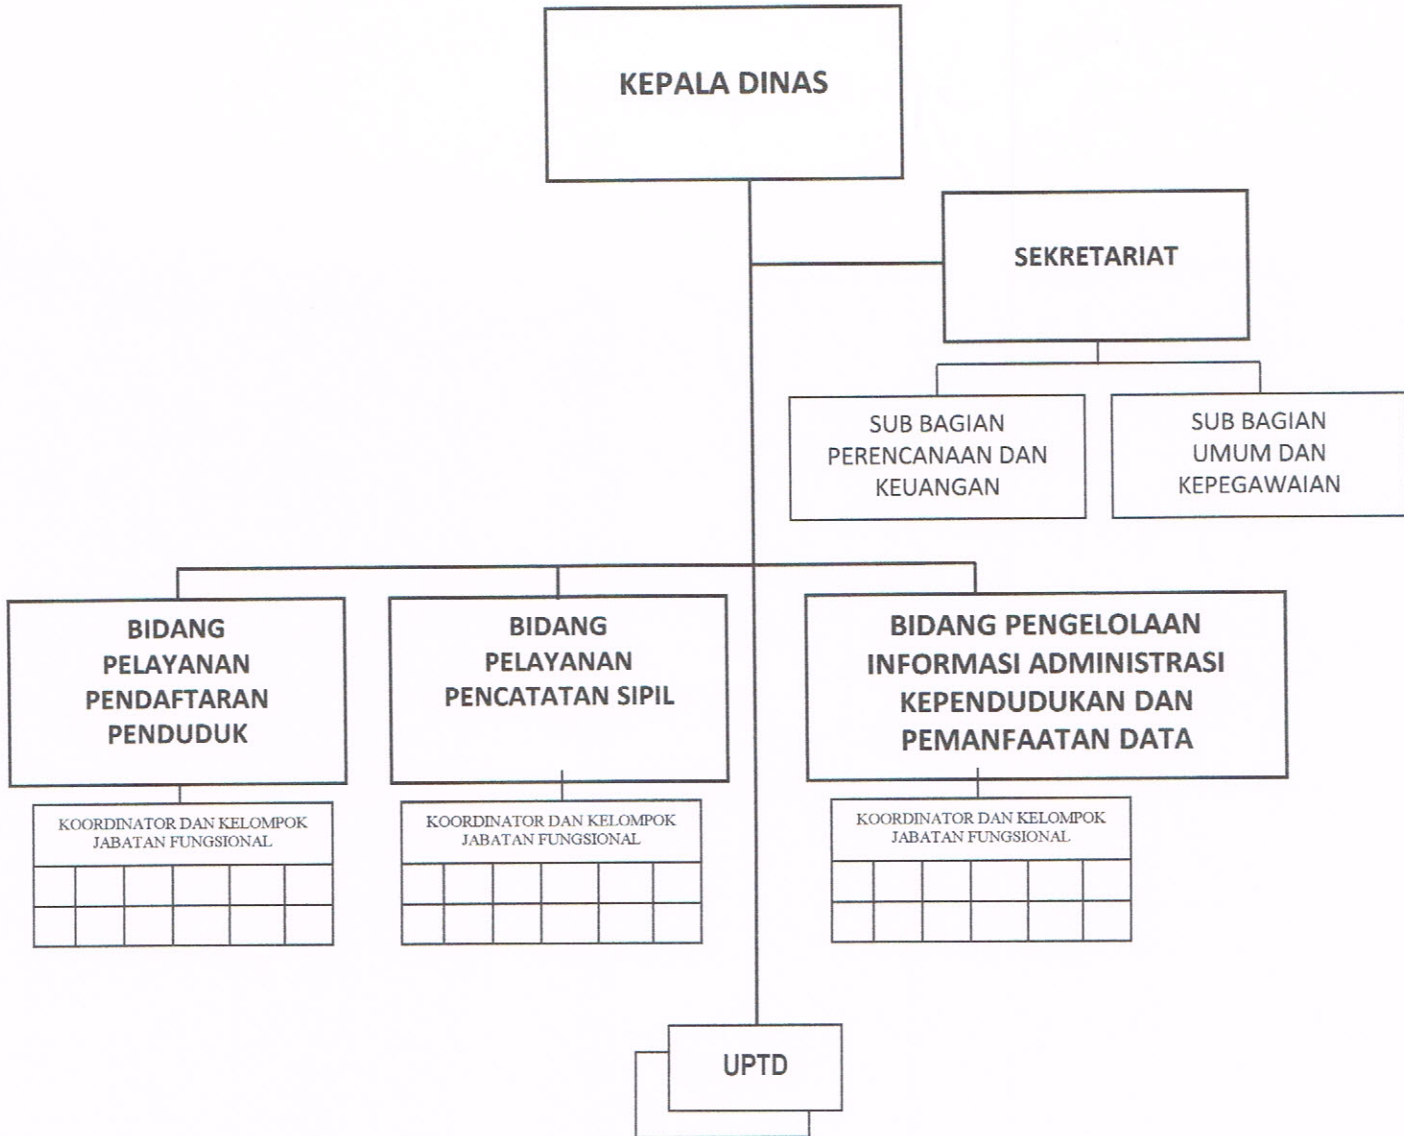 KEPALA DINAS
SEKRETARIAT
SUB BAGIAN
PERENCANAAN DAN
KEUANGAN
SUB BAGIAN
UMUM DAN
KEPEGAWAIAN
BIDANG
PELAYANAN
PENDAFTARAN
PENDUDUK
BIDANG
PELAYANAN
PENCATATAN SIPIL
BIDANG PENGELOLAAN
INFORMASI ADMINISTRASI
KEPENDUDUKAN DAN
PEMANFAATAN DATA
KOORDINATOR DAN KELOMPOK
JABATAN FUNGSIONAL
KOORDINATOR DAN KELOMPOK
JABATAN FUNGSIONAL
KOORDINATOR DAN KELOMPOK
JABATAN FUNGSIONAL
UPTD